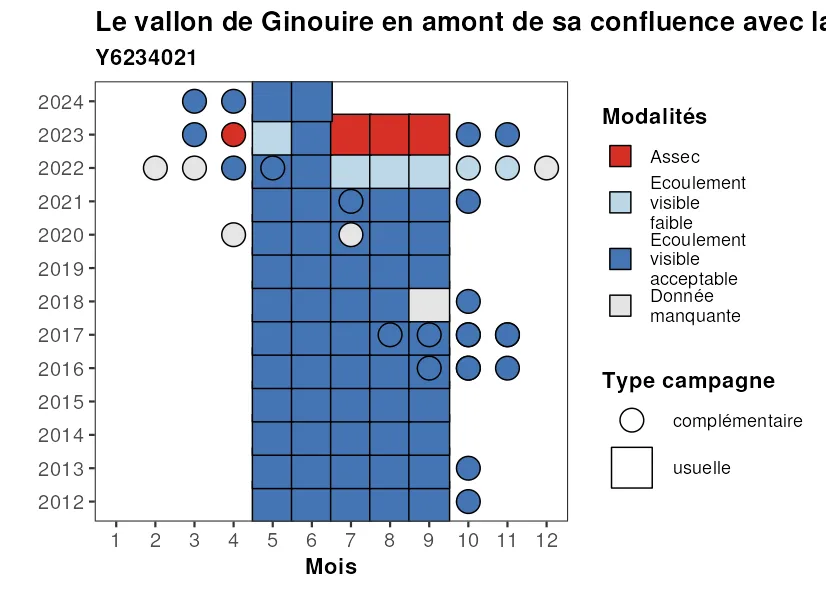 Le vallon de Ginouire en amont de sa confluence avec la
Y6234021
2024
2023
2022
2021
2020
2019
2018
2017
2016
2015
2014
2013
2012
1 2 3 4 5 6 7 8 9 10 11 12
Mois
Modalités
Assec
Ecoulement
visible
faible
Ecoulement
visible
acceptable
Donnée
manquante
Type campagne
complémentaire
usuelle